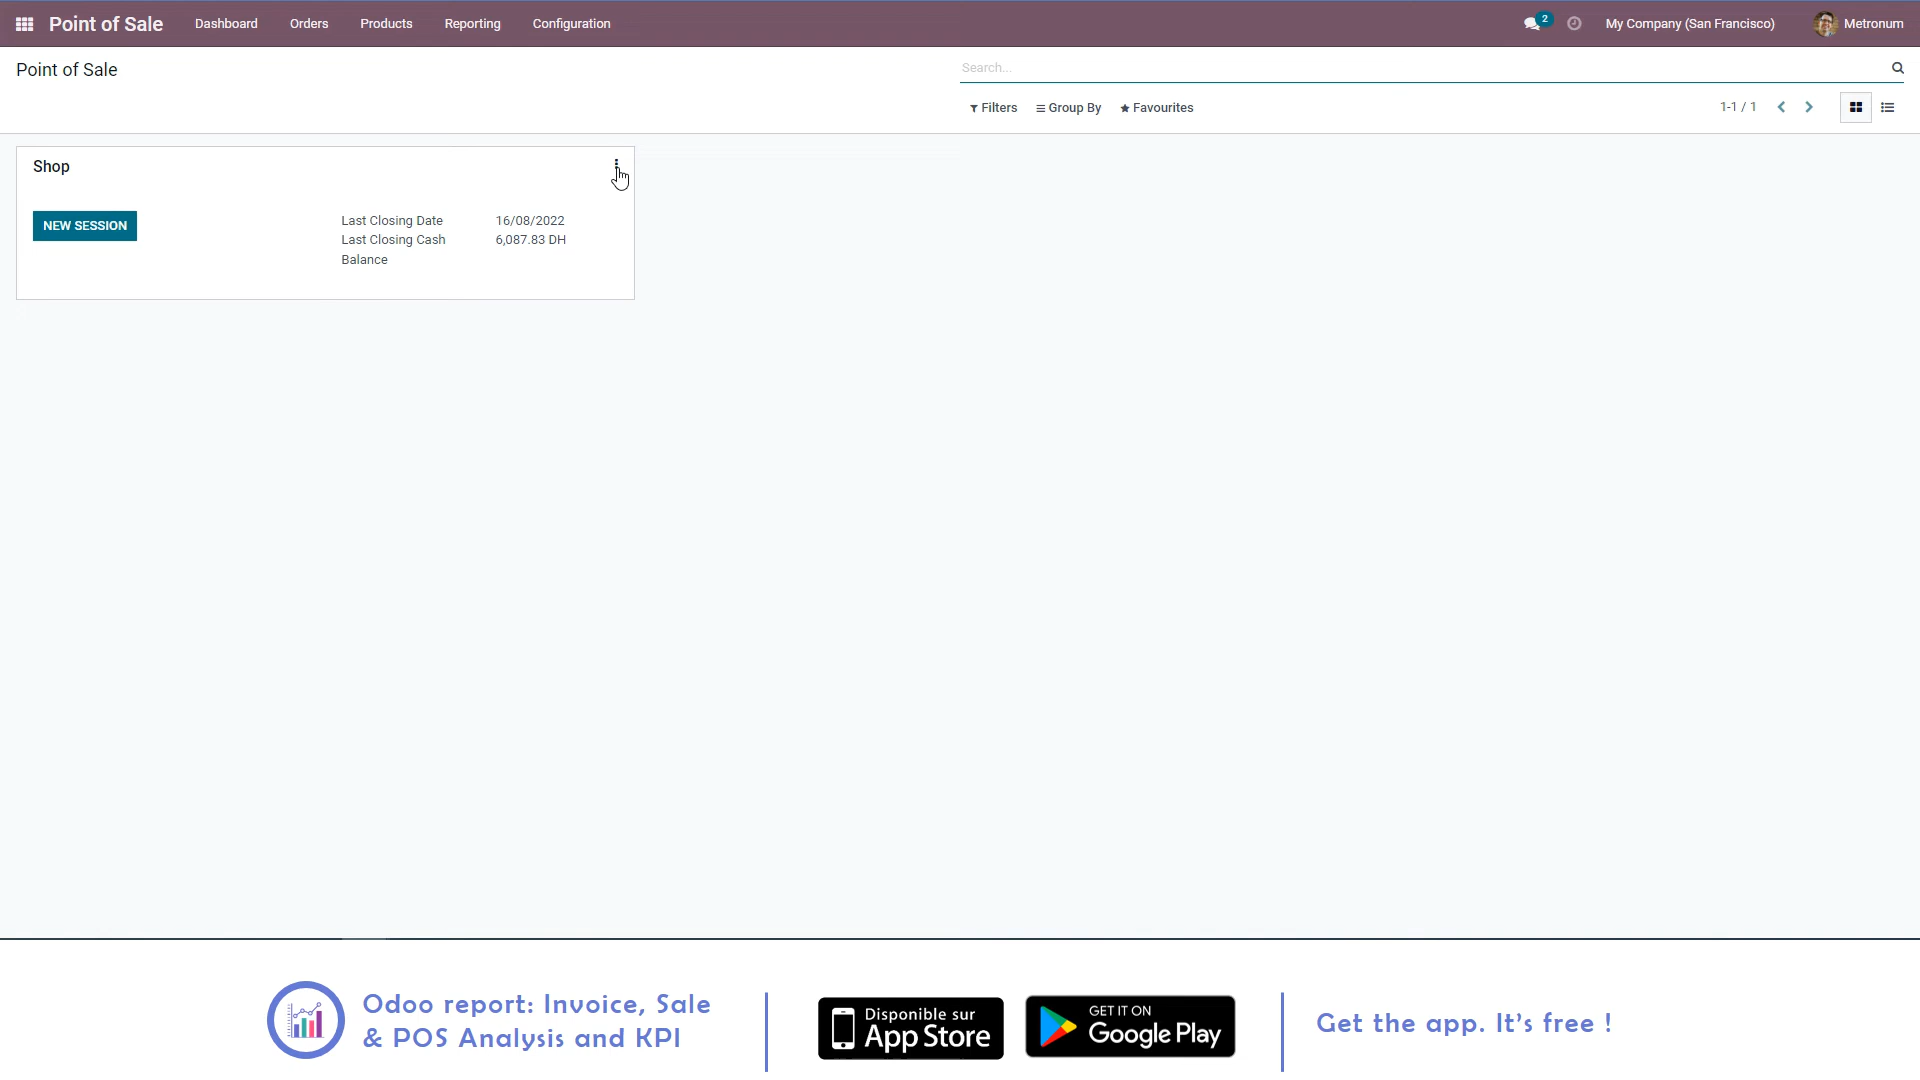 Point of Sale
Dashboard
Orders
Products
Reporting
Configuration
2
My Company (San Francisco)
Metronum
Point of Sale
Search...
Filters
Group By
Favourites
1-1 / 1
Shop
NEW SESSION
Last Closing Date
16/08/2022
Last Closing Cash
6,087.83 DH
Balance
Odoo report: Invoice, Sale
& POS Analysis and KPI
Disponible sur
App Store
GET IT ON
Google Play
Get the app. It's free !